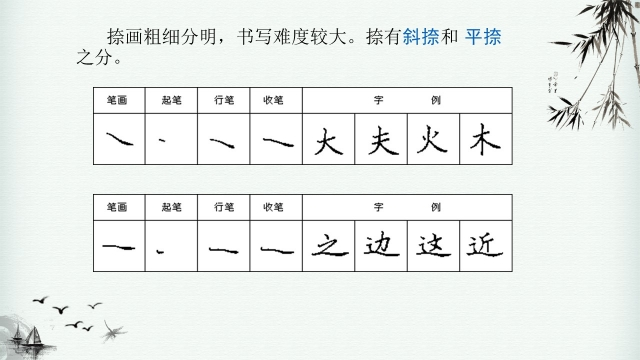 捺画粗细分明，书写难度较大。捺有斜捺和 平捺
之分。
笔画 起笔 行笔 收笔 字 例
大 夫 火 木
笔画 起笔 行笔 收笔 字 例
之 边 这 近